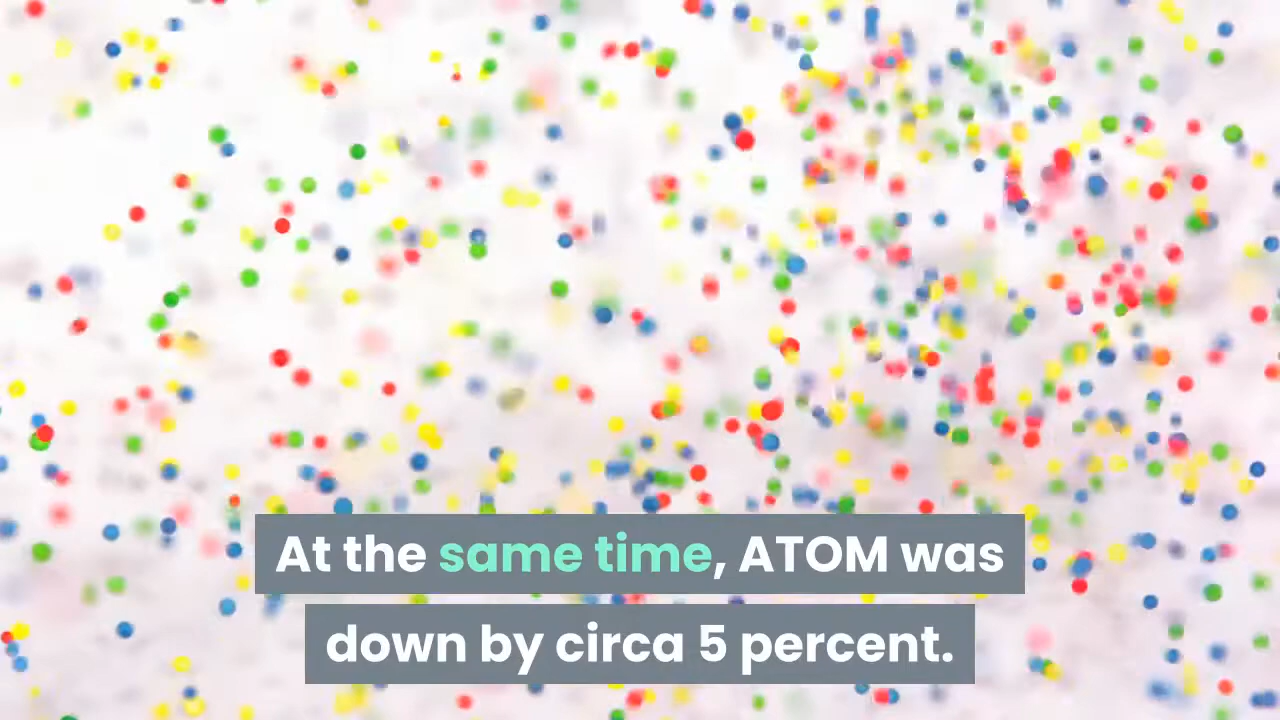 At the same time, ATOM was
down by circa 5 percent.